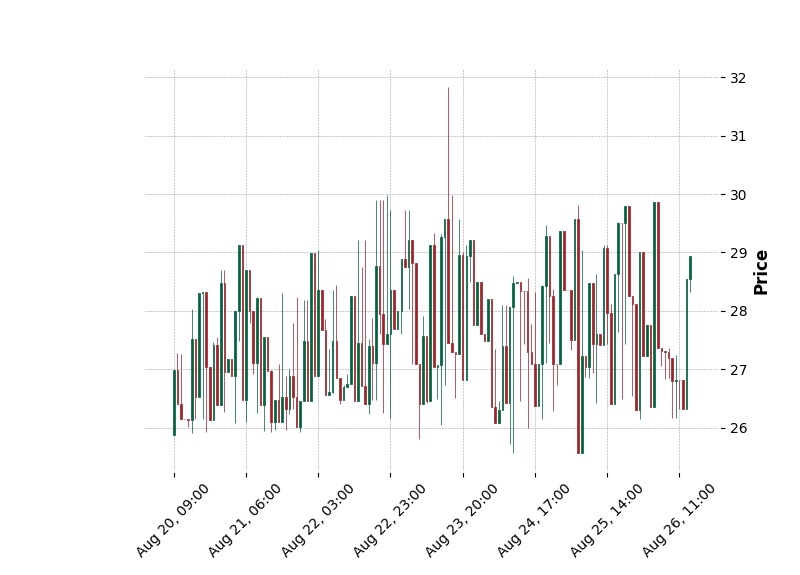 32
31
30
29
28
27
26
Price
Aug 20, 09:00
Aug 21, 06:00
Aug 22, 03:00
Aug 22, 23:00
Aug 23, 20:00
Aug 24, 17:00
Aug 25, 14:00
Aug 26, 11:00